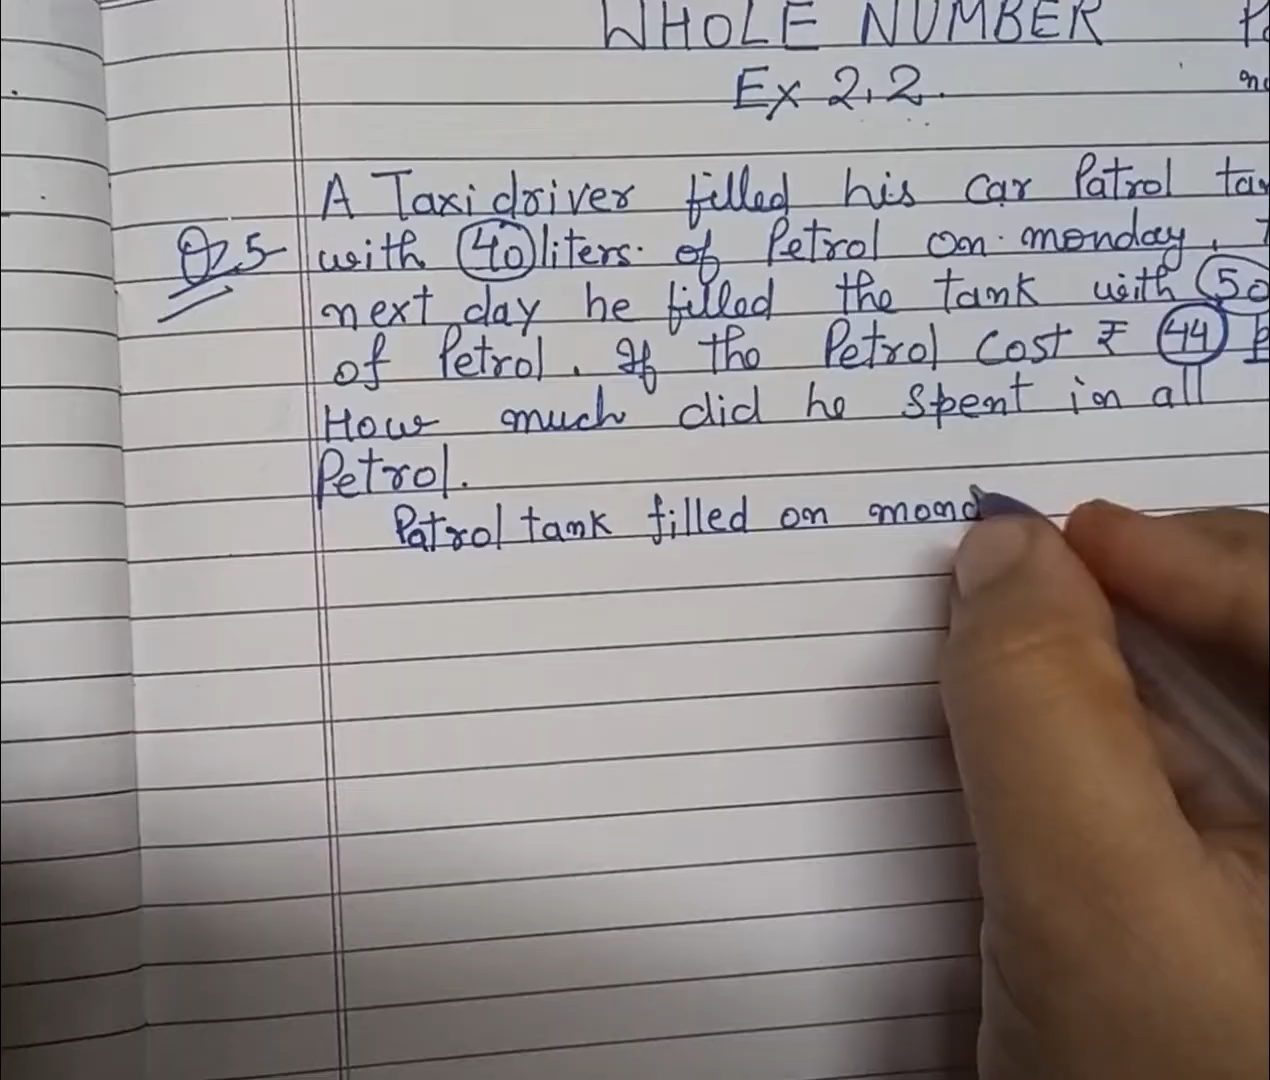 WHOLE NUMBER
Ex 2.2.
A Taxi driver filled his car Patrol
Q.5 with 40 liters. of Petrol on monday.
next day he filled the tank with 50
of Petrol. If the Petrol cost ₹ 44
How much did he spent in all
Petrol.
Patrol tank filled on mond